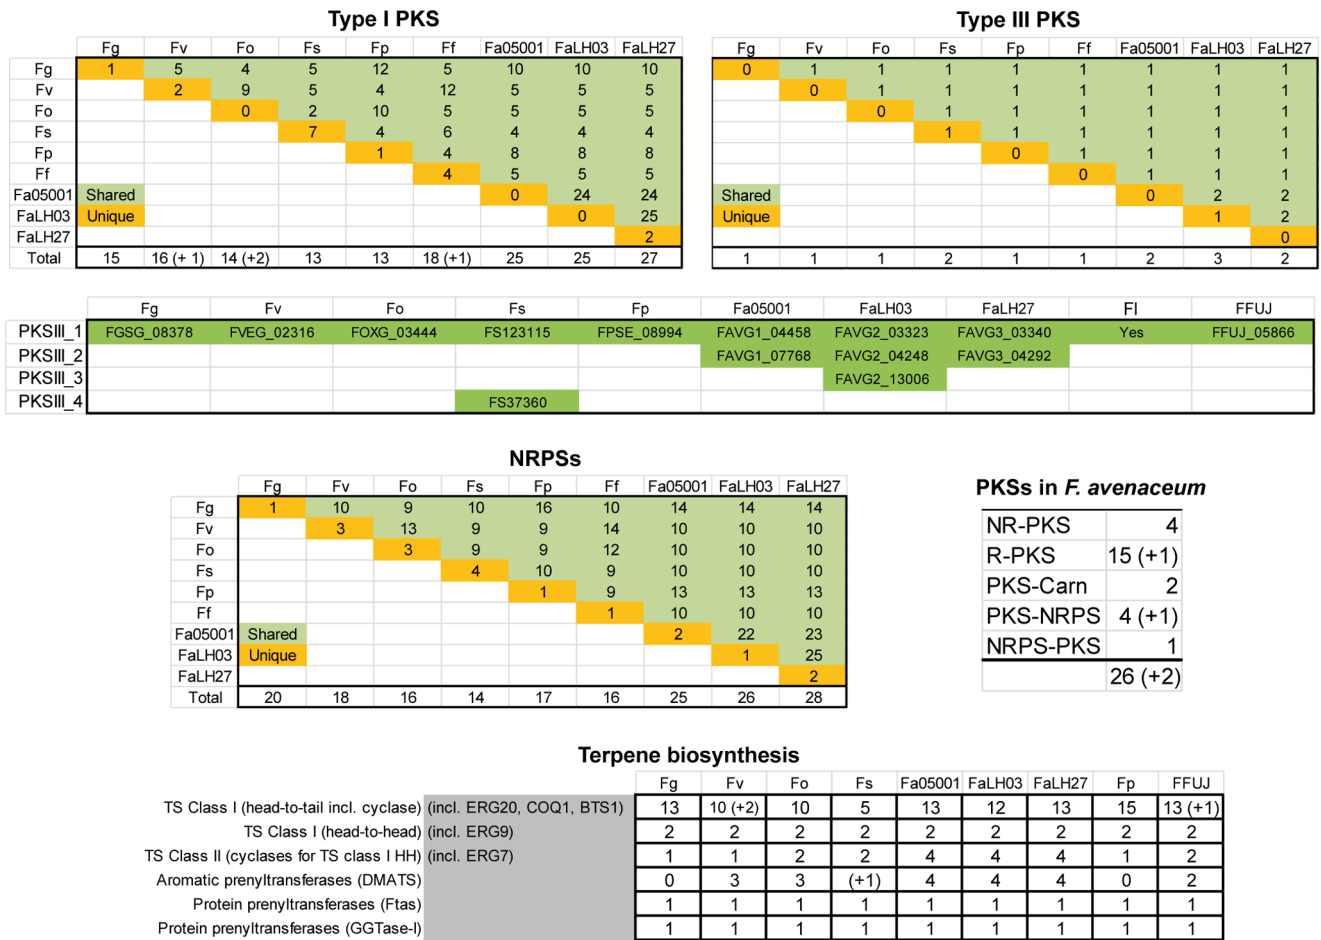 Type I PKS
Fg Fv Fo Fs Fp Ff Fa05001 FaLH03 FaLH27
Fg 1 5 4 5 12 5 10 10 10
Fv 2 9 5 4 12 5 5 5
Fo 0 2 10 5 5 5 5
Fs 7 4 6 4 4 4
Fp 1 4 8 8 8
Ff 4 5 5 5
Fa05001 Shared 0 24 24
FaLH03 Unique 0 25
FaLH27 2
Total 15 16 (+ 1) 14 (+2) 13 13 18 (+1) 25 25 27
Type III PKS
Fg Fv Fo Fs Fp Ff Fa05001 FaLH03 FaLH27
0 1 1 1 1 1 1 1 1
0 1 1 1 1 1 1 1
0 1 1 1 1 1 1
1 1 1 1 1 1
0 1 1 1 1
0 1 1 1
Shared 0 2 2
Unique 1 2
0
1 1 1 2 1 1 2 3 2
Fg Fv Fo Fs Fp Fa05001 FaLH03 FaLH27 FI FFUJ
PKSIII_1 FGSG_08378 FVEG_02316 FOXG_03444 FS123115 FPSE_08994 FAVG1_04458 FAVG2_03323 FAVG3_03340 Yes FFUJ_05866
PKSIII_2 FAVG1_07768 FAVG2_04248 FAVG3_04292
PKSIII_3 FAVG2_13006
PKSIII_4 FS37360
NRPSs
Fg Fv Fo Fs Fp Ff Fa05001 FaLH03 FaLH27
Fg 1 10 9 10 16 10 14 14 14
Fv 3 13 9 9 14 10 10 10
Fo 3 9 9 12 10 10 10
Fs 4 10 9 10 10 10
Fp 1 9 13 13 13
Ff 1 10 10 10
Fa05001 Shared 2 22 23
FaLH03 Unique 1 25
FaLH27 2
Total 20 18 16 14 17 16 25 26 28
PKSs in F. avenaceum
NR-PKS 4
R-PKS 15 (+1)
PKS-Carn 2
PKS-NRPS 4 (+1)
NRPS-PKS 1
26 (+2)
Terpene biosynthesis
Fg Fv Fo Fs Fa05001 FaLH03 FaLH27 Fp FFUJ
TS Class I (head-to-tail incl. cyclase) (incl. ERG20, COQ1, BTS1) 13 10 (+2) 10 5 13 12 13 15 13 (+1)
TS Class I (head-to-head) (incl. ERG9) 2 2 2 2 2 2 2 2 2
TS Class II (cyclases for TS class I HH) (incl. ERG7) 1 1 2 2 4 4 4 1 2
Aromatic prenyltransferases (DMATS) 0 3 3 (+1) 4 4 4 0 2
Protein prenyltransferases (Ftas) 1 1 1 1 1 1 1 1 1
Protein prenyltransferases (GGTase-I) 1 1 1 1 1 1 1 1 1